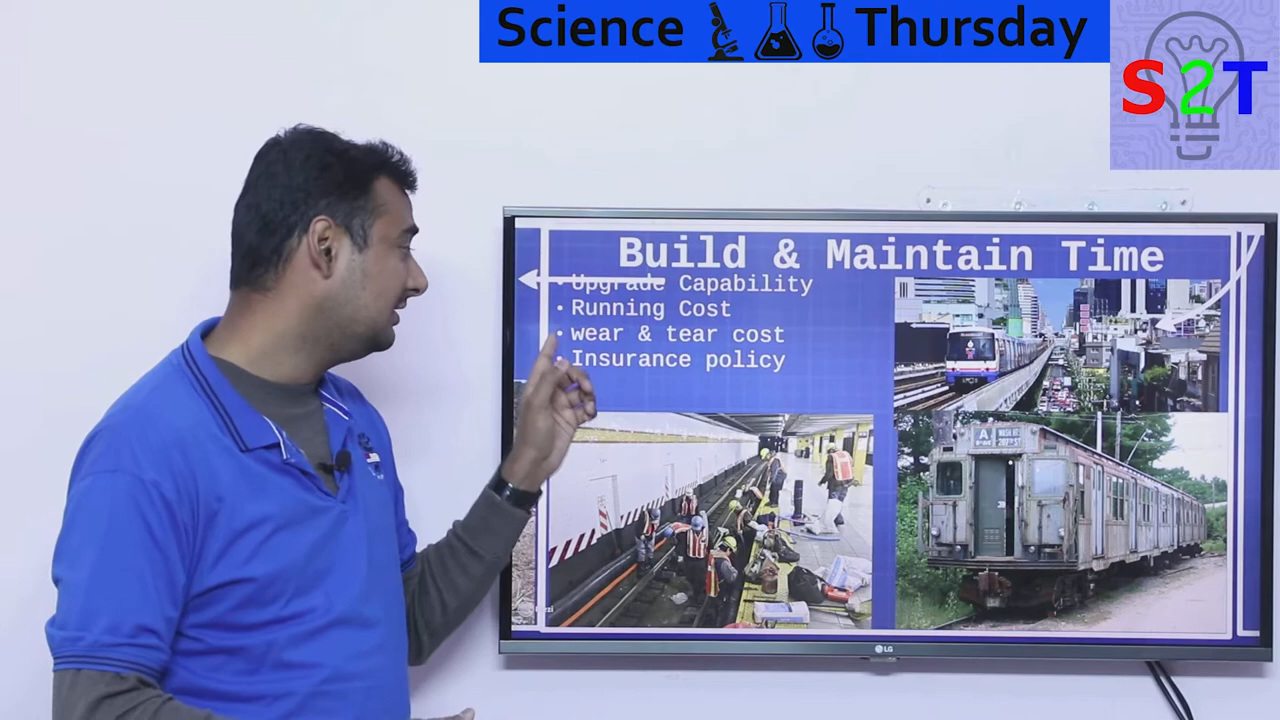 Science Thursday
S2T
Build & Maintain Time
• Upgrade Capability
• Running Cost
• wear & tear cost
• Insurance policy
A
LG